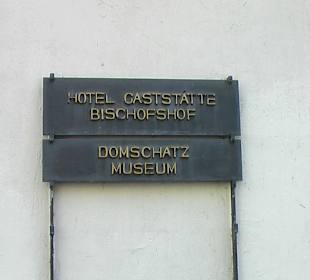 HOTEL GASTSTÄTTE
BISCHOFSHOF
DOMSCHATZ
MUSEUM